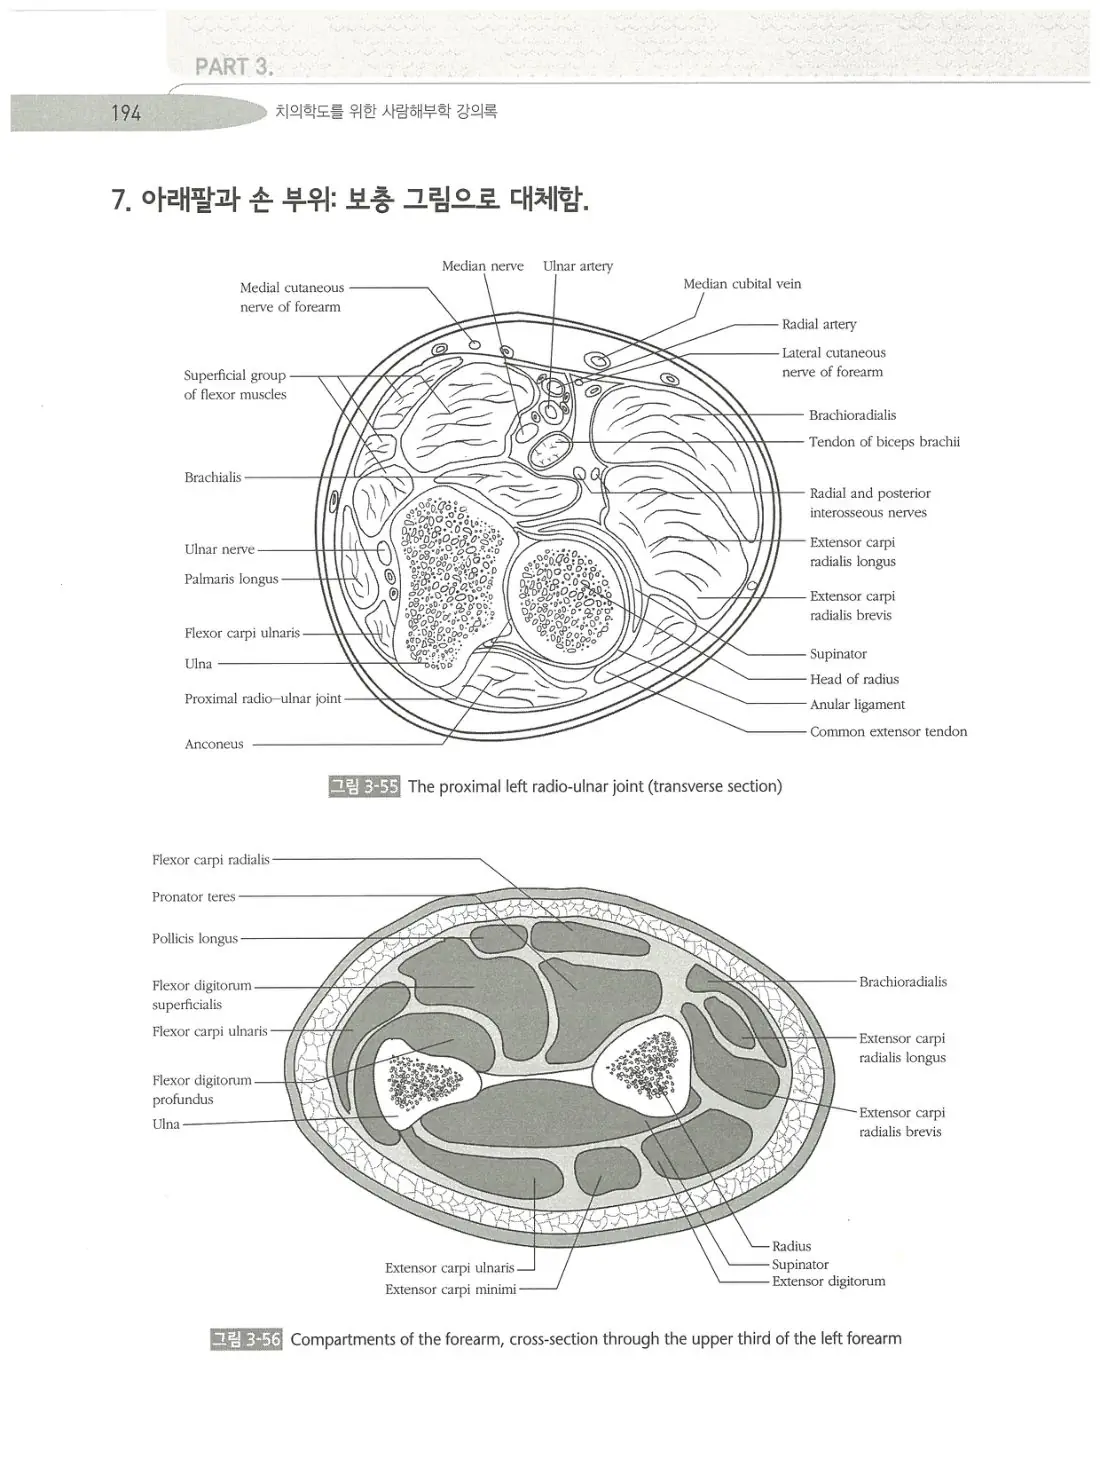 PART 3.
194
치의학도를 위한 사람해부학 강의록
7. 아래팔과 손 부위: 보충 그림으로 대체함.
Median nerve
Ulnar artery
Medial cutaneous
nerve of forearm
Median cubital vein
Radial artery
Lateral cutaneous
nerve of forearm
Superficial group
of flexor muscles
Brachioradialis
Tendon of biceps brachii
Brachialis
Radial and posterior
interosseous nerves
Ulnar nerve
Extensor carpi
radialis longus
Palmaris longus
Extensor carpi
radialis brevis
Flexor carpi ulnaris
Supinator
Ulna
Head of radius
Proximal radio–ulnar joint
Anular ligament
Common extensor tendon
Anconeus
그림 3-55 The proximal left radio-ulnar joint (transverse section)
Flexor carpi radialis
Pronator teres
Pollicis longus
Flexor digitorum
superficialis
Brachioradialis
Flexor carpi ulnaris
Extensor carpi
radialis longus
Flexor digitorum
profundus
Extensor carpi
radialis brevis
Ulna
Radius
Supinator
Extensor digitorum
Extensor carpi ulnaris
Extensor carpi minimi
그림 3-56 Compartments of the forearm, cross-section through the upper third of the left forearm